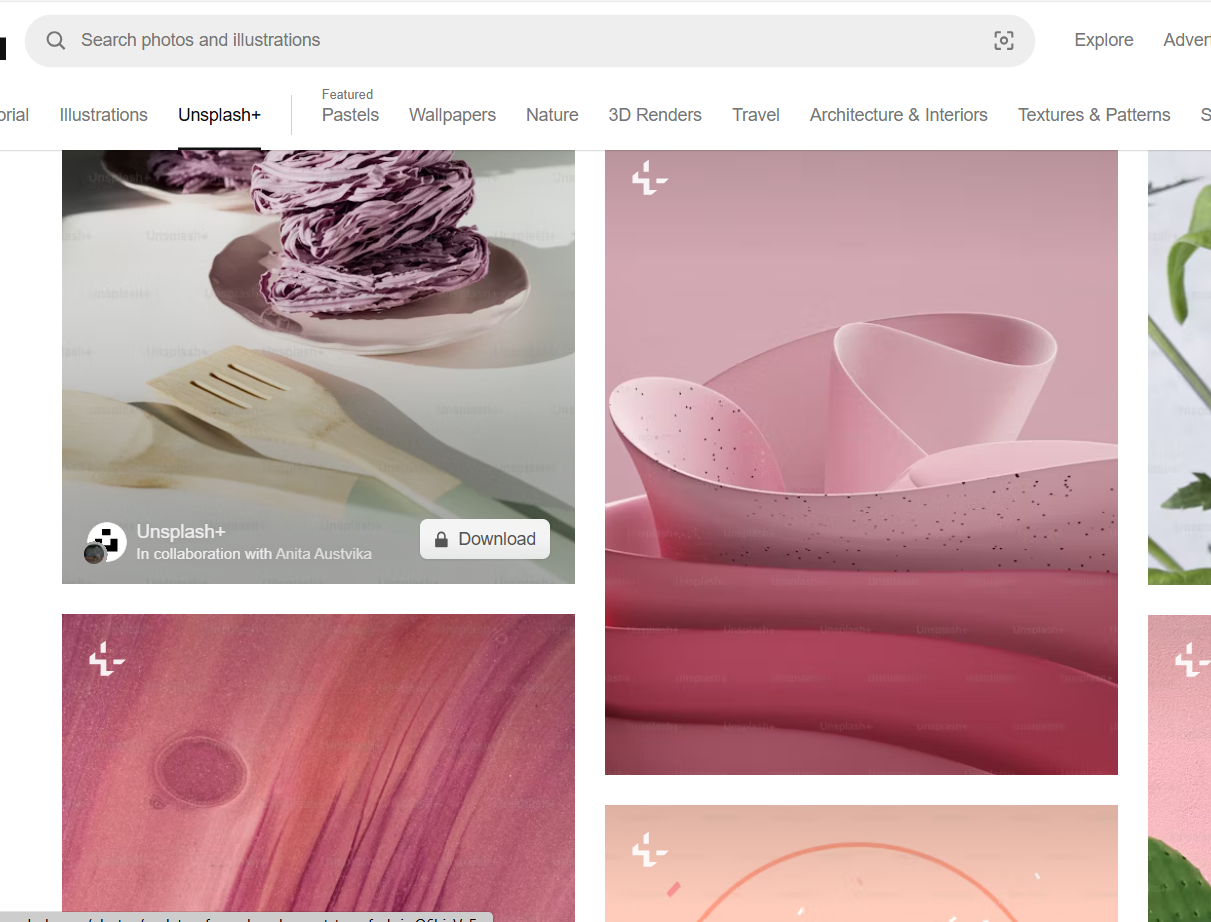 Search photos and illustrations
Explore
Adver
orial
Illustrations
Unsplash+
Featured
Pastels
Wallpapers
Nature
3D Renders
Travel
Architecture & Interiors
Textures & Patterns
S
Unsplash+
In collaboration with Anita Austvika
Download